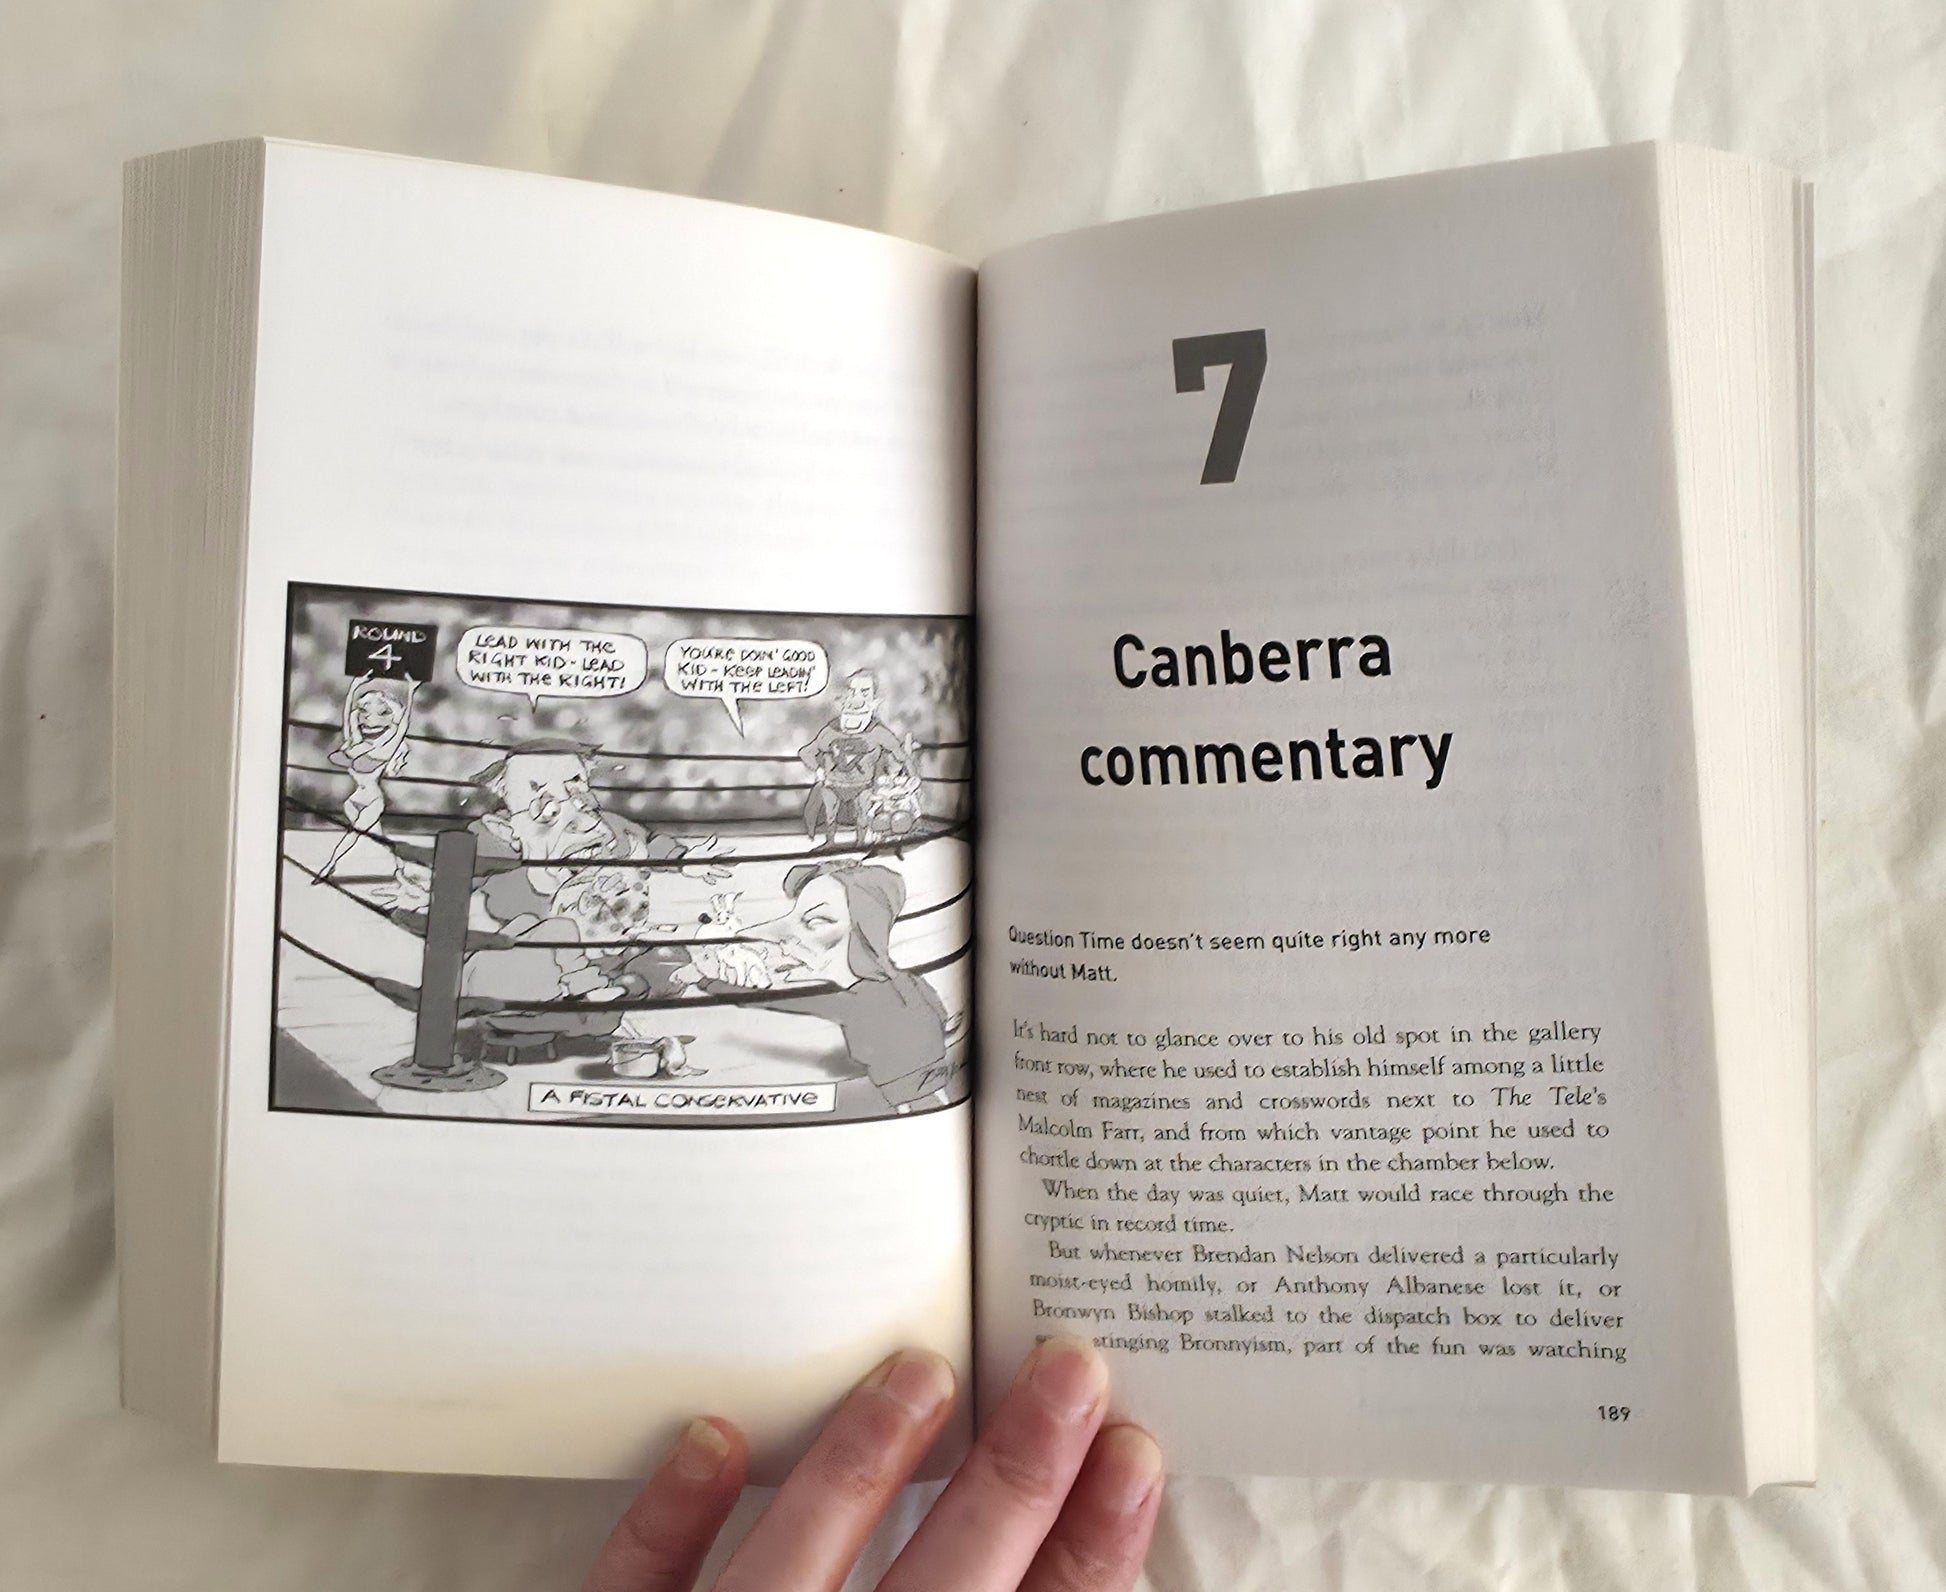 ROUND
4
LEAD WITH THE
RIGHT KID - LEAD
WITH THE RIGHT!
YOU'RE DOIN' GOOD
KID - KEEP LEADIN'
WITH THE LEFT!
A FISTAL CONSERVATIVE
7
Canberra
commentary
Question Time doesn't seem quite right any more
without Matt.
It's hard not to glance over to his old spot in the gallery
front row, where he used to establish himself among a little
nest of magazines and crosswords next to The Tele's
Malcolm Farr, and from which vantage point he used to
chortle down at the characters in the chamber below.
When the day was quiet, Matt would race through the
cryptic in record time.
But whenever Brendan Nelson delivered a particularly
moist-eyed homily, or Anthony Albanese lost it, or
Bronwyn Bishop stalked to the dispatch box to deliver
stinging Bronnyism, part of the fun was watching
189